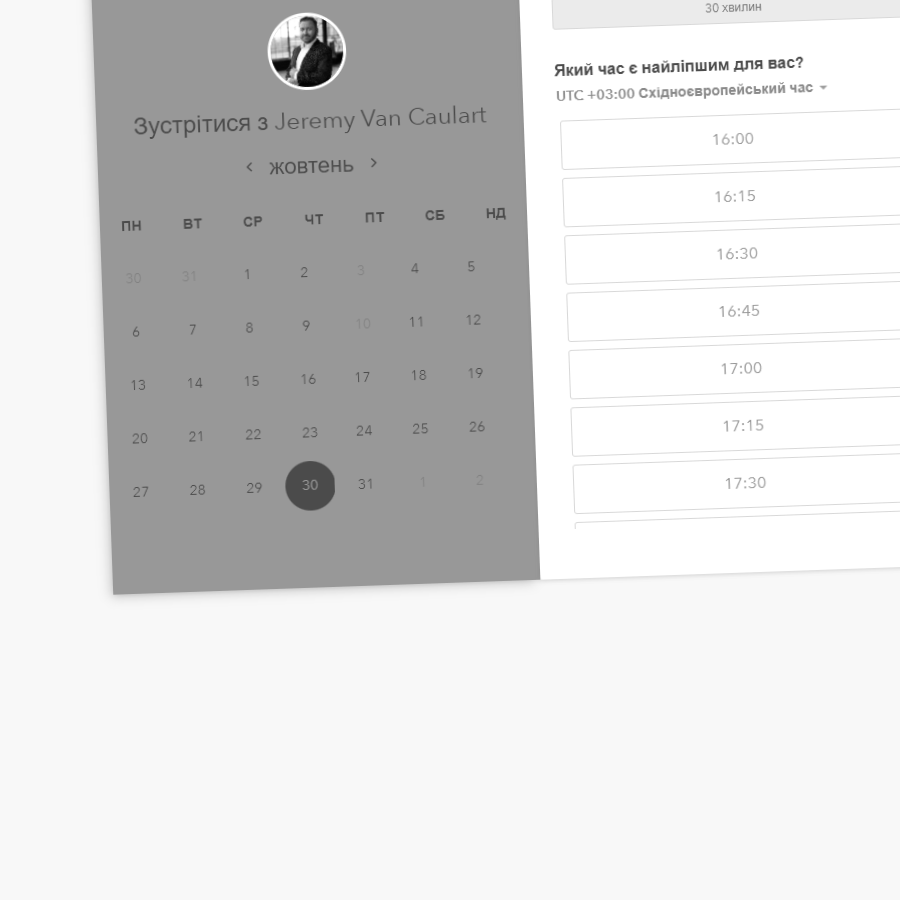 Зустрітися з Jeremy Van Caulart
‹ жовтень ›
ПН ВТ СР ЧТ ПТ СБ НД
30 31 1 2 3 4 5
6 7 8 9 10 11 12
13 14 15 16 17 18 19
20 21 22 23 24 25 26
27 28 29 30 31 1 2
30 хвилин
Який час є найліпшим для вас?
UTC +03:00 Східноєвропейський час
16:00
16:15
16:30
16:45
17:00
17:15
17:30